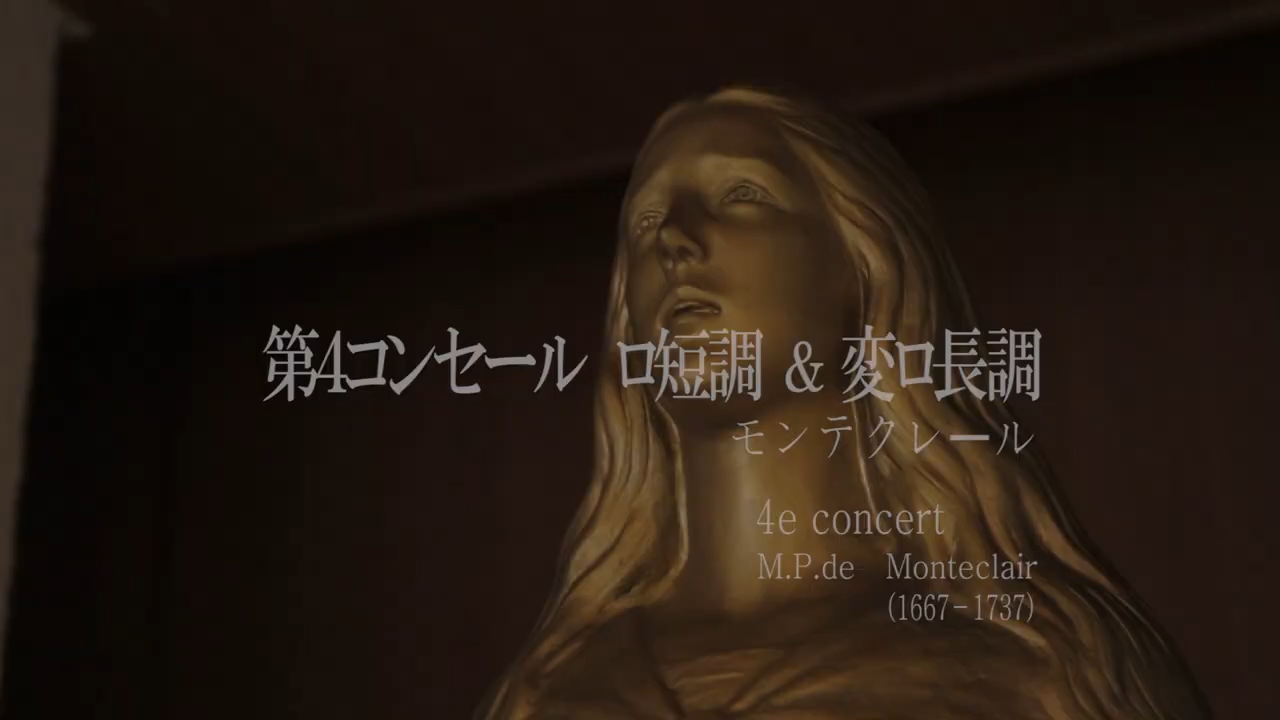 第4コンセール ロ短調 & 変ロ長調
モンテクレール
4e concert
M.P.de Monteclair
(1667-1737)